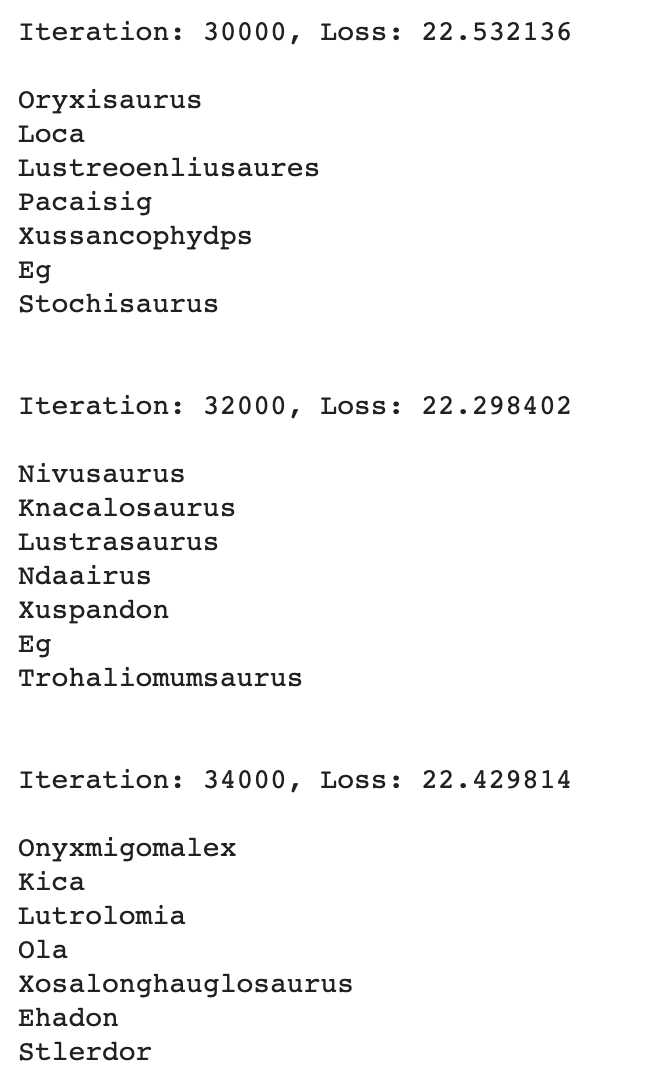 Iteration: 30000, Loss: 22.532136
Oryxisaurus
Loca
Lustreoenliusaures
Pacaisig
Xussancophydps
Eg
Stochisaurus
Iteration: 32000, Loss: 22.298402
Nivusaurus
Knacalosaurus
Lustrasaurus
Ndaairus
Xuspandon
Eg
Trohaliomumsaurus
Iteration: 34000, Loss: 22.429814
Onyxmigomalex
Kica
Lutrolomia
Ola
Xosalonghauglosaurus
Ehadon
Stlerdor